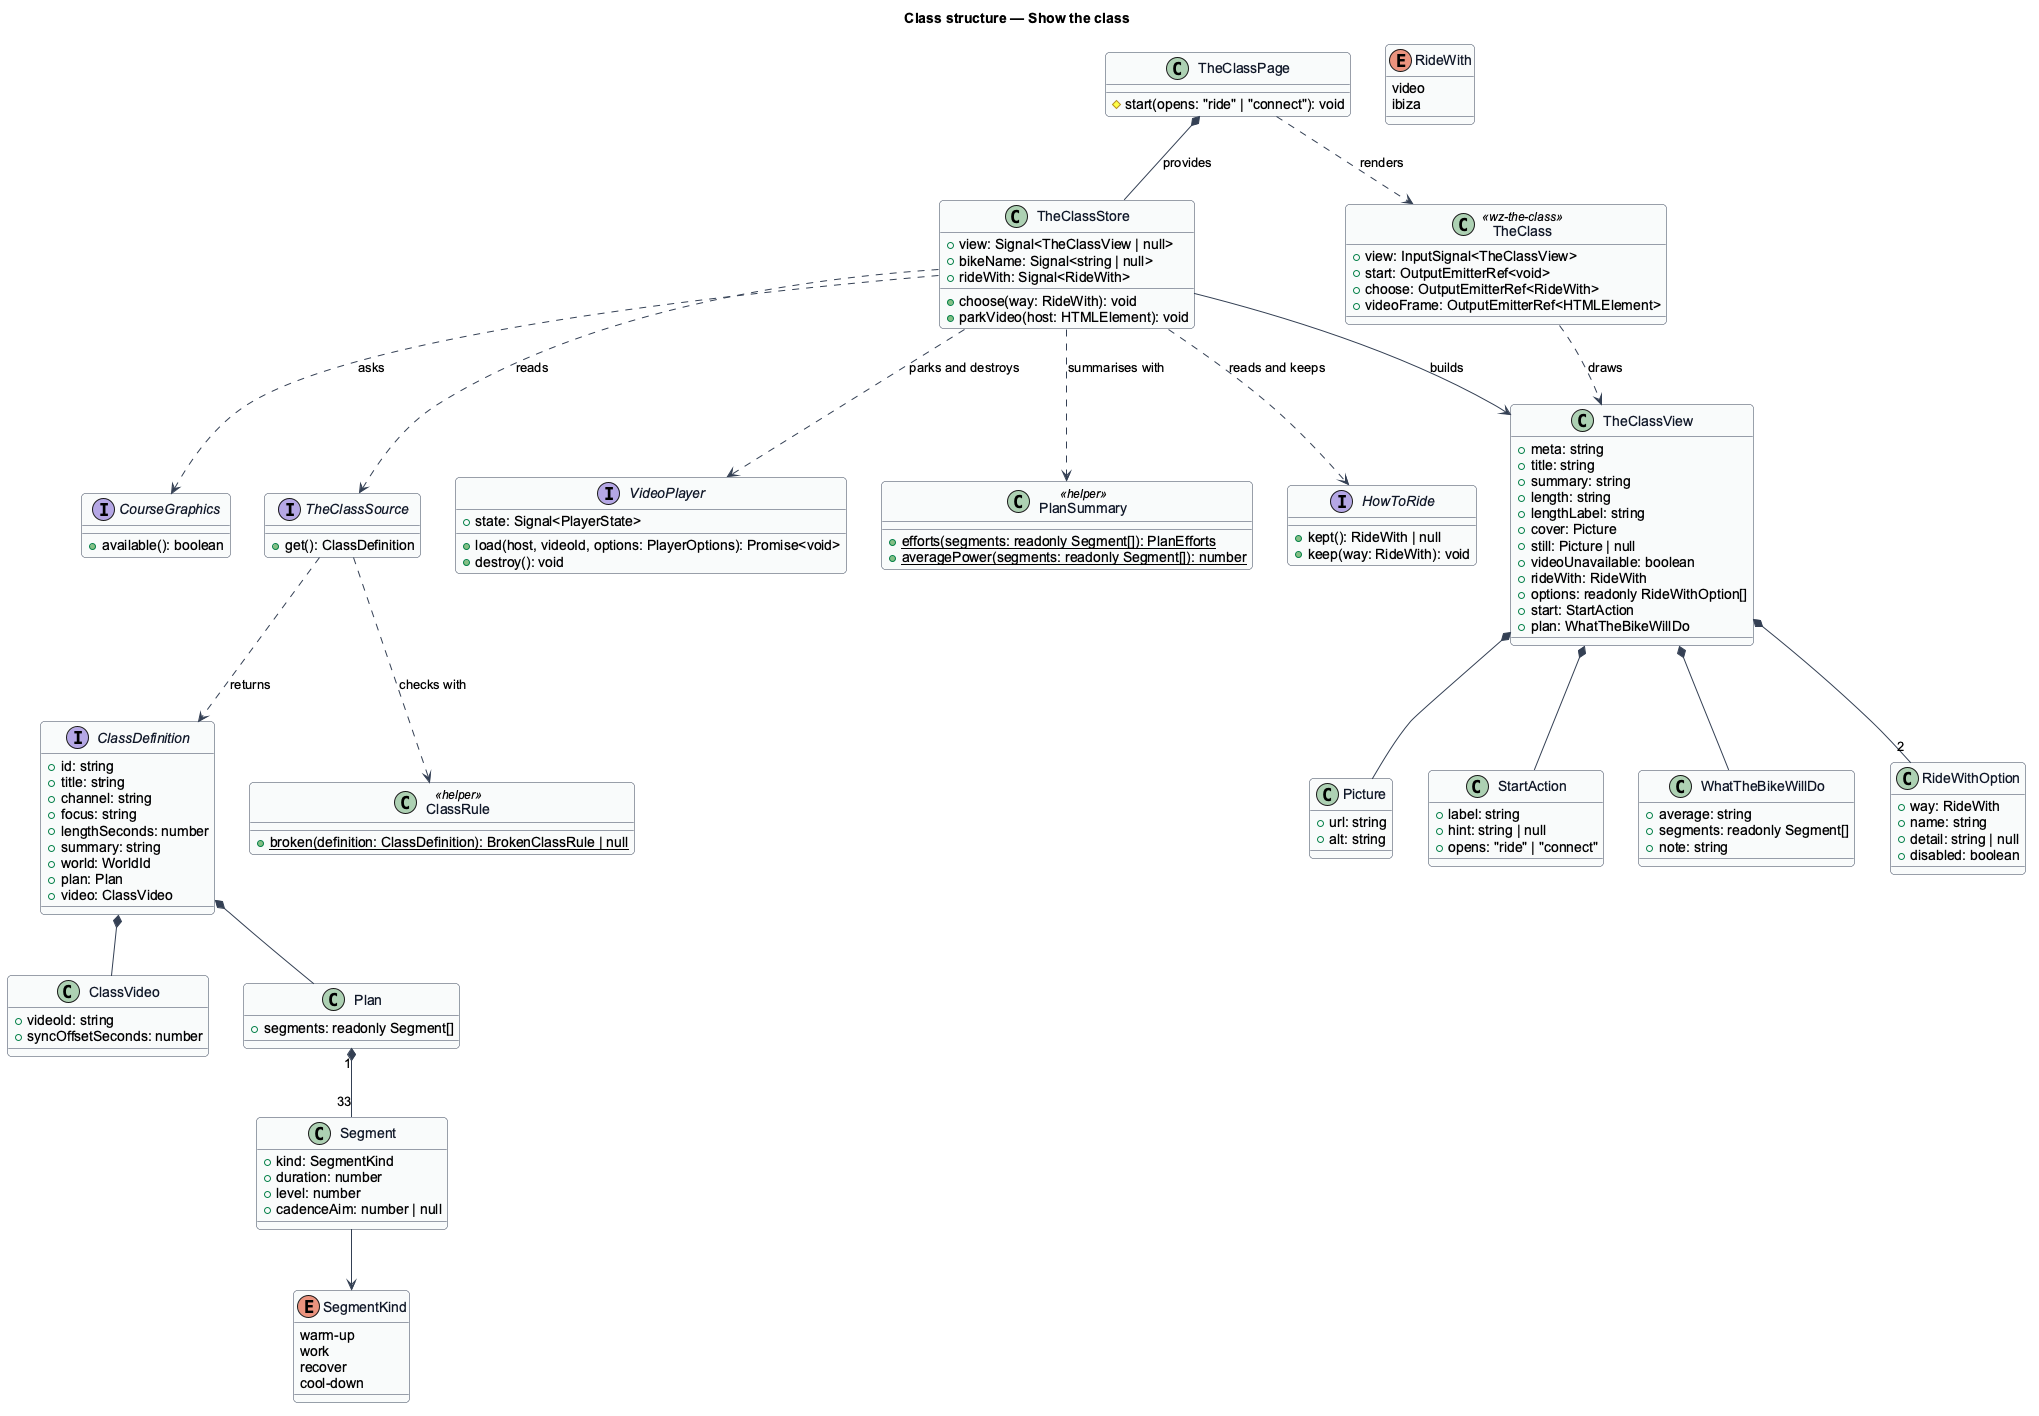 Class structure — Show the class
C TheClassPage
start(opens: "ride" | "connect"): void
E RideWith
video
ibiza
provides
renders
C TheClassStore
view: Signal<TheClassView | null>
bikeName: Signal<string | null>
rideWith: Signal<RideWith>
choose(way: RideWith): void
parkVideo(host: HTMLElement): void
C «wz-the-class»
TheClass
view: InputSignal<TheClassView>
start: OutputEmitterRef<void>
choose: OutputEmitterRef<RideWith>
videoFrame: OutputEmitterRef<HTMLElement>
asks
reads
parks and destroys
summarises with
reads and keeps
builds
draws
I CourseGraphics
available(): boolean
I TheClassSource
get(): ClassDefinition
I VideoPlayer
state: Signal<PlayerState>
load(host, videoId, options: PlayerOptions): Promise<void>
destroy(): void
C «helper»
PlanSummary
efforts(segments: readonly Segment[]): PlanEfforts
averagePower(segments: readonly Segment[]): number
I HowToRide
kept(): RideWith | null
keep(way: RideWith): void
C TheClassView
meta: string
title: string
summary: string
length: string
lengthLabel: string
cover: Picture
still: Picture | null
videoUnavailable: boolean
rideWith: RideWith
options: readonly RideWithOption[]
start: StartAction
plan: WhatTheBikeWillDo
returns
checks with
2
I ClassDefinition
id: string
title: string
channel: string
focus: string
lengthSeconds: number
summary: string
world: WorldId
plan: Plan
video: ClassVideo
C «helper»
ClassRule
broken(definition: ClassDefinition): BrokenClassRule | null
C Picture
url: string
alt: string
C StartAction
label: string
hint: string | null
opens: "ride" | "connect"
C WhatTheBikeWillDo
average: string
segments: readonly Segment[]
note: string
C RideWithOption
way: RideWith
name: string
detail: string | null
disabled: boolean
C ClassVideo
videoId: string
syncOffsetSeconds: number
C Plan
segments: readonly Segment[]
1
33
C Segment
kind: SegmentKind
duration: number
level: number
cadenceAim: number | null
E SegmentKind
warm-up
work
recover
cool-down